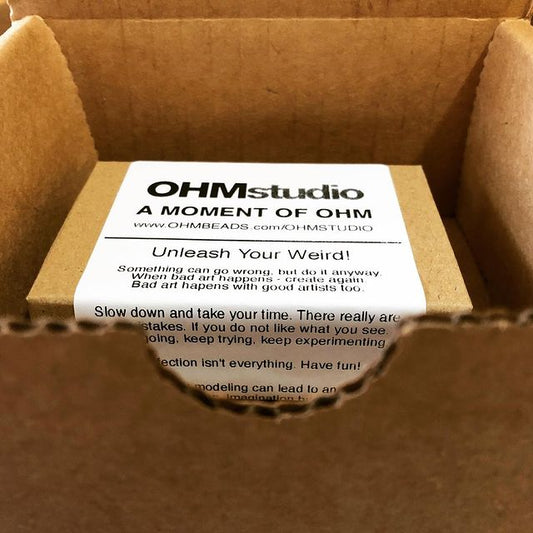 OHMstudio
A MOMENT OF OHM
www.OHMBEADS.com/OHMSTUDIO
Unleash Your Weird!
Something can go wrong, but do it anyway.
When bad art happens - create again
Bad art hapens with good artists too.
Slow down and take your time. There really are
If you do not like what you see.
keep trying, keep experimenting
isn't everything. Have fun!
modeling can lead to an